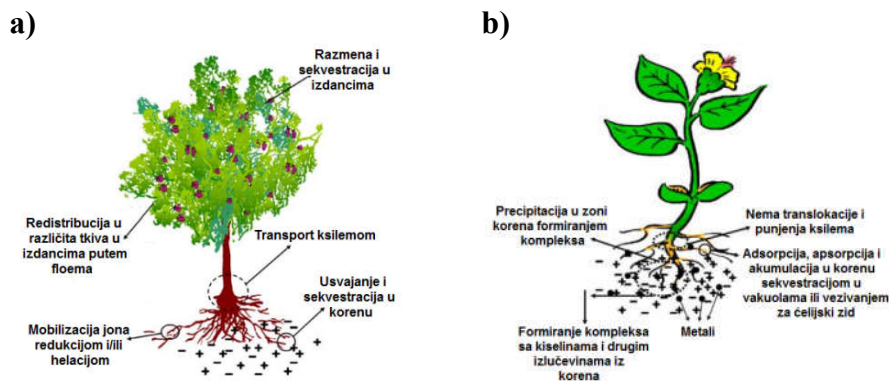 a)
Razmena i
sekvestracija u
izdancima
Redistribucija u
različita tkiva u
izdancima putem
floema
Transport ksilemom
Usvajanje i
sekvestracija u
korenu
Mobilizacija jona
redukcijom i/ili
helacijom
b)
Precipitacija u zoni
korena formiranjem
kompleksa
Nema translokacije i
punjenja ksilema
Adsorpcija, apsorpcija i
akumulacija u korenu
sekvestracijom u
vakuolama ili vezivanjem
za ćelijski zid
Formiranje kompleksa
sa kiselinama i drugim
izlučevinama iz
korena
Metali